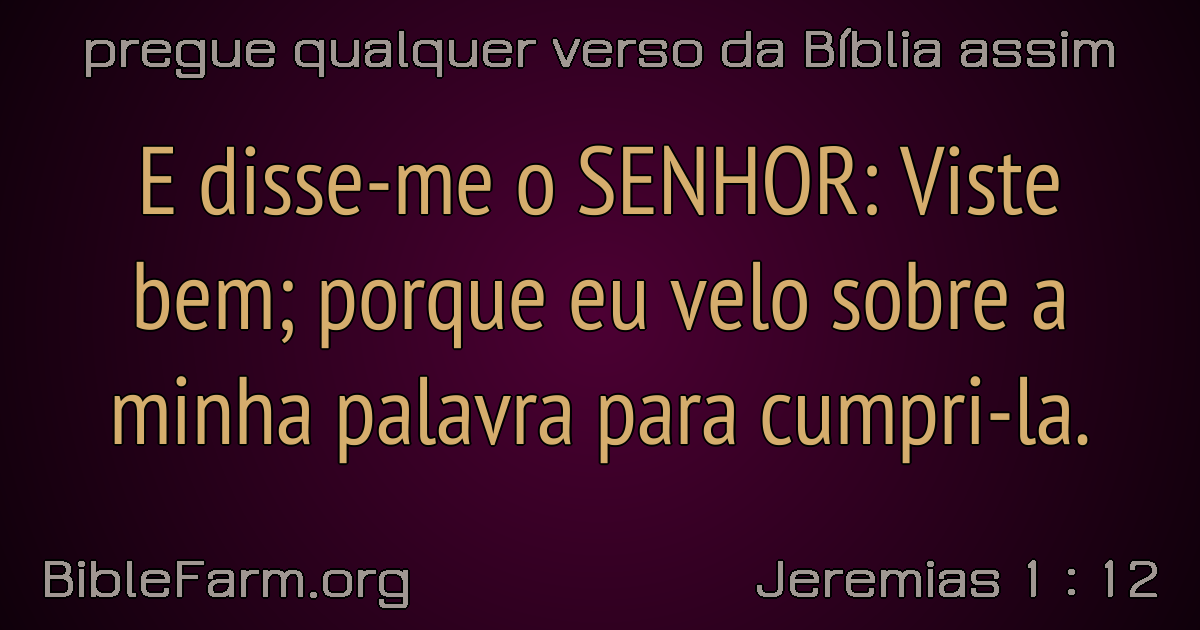 pregue qualquer verso da Bíblia assim
E disse-me o SENHOR: Viste
bem; porque eu velo sobre a
minha palavra para cumpri-la.
BibleFarm.org
Jeremias 1 : 12